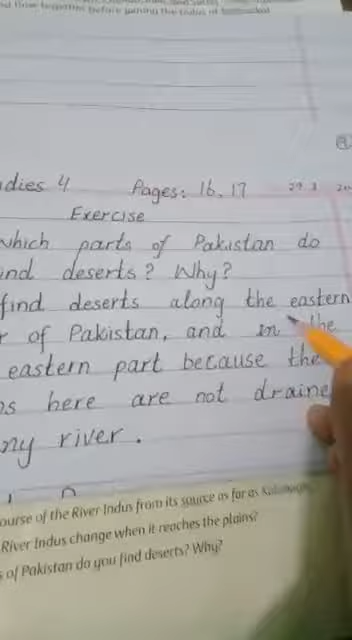 dies 4 Pages: 16, 17 29 3
Exercise
which parts of Pakistan do
ind deserts? Why?
find deserts along the eastern
r of Pakistan, and in the
eastern part because the
s here are not draine
ny river.
ourse of the River Indus from its source as far as
River Indus change when it reaches the plains?
s of Pakistan do you find deserts? Why?